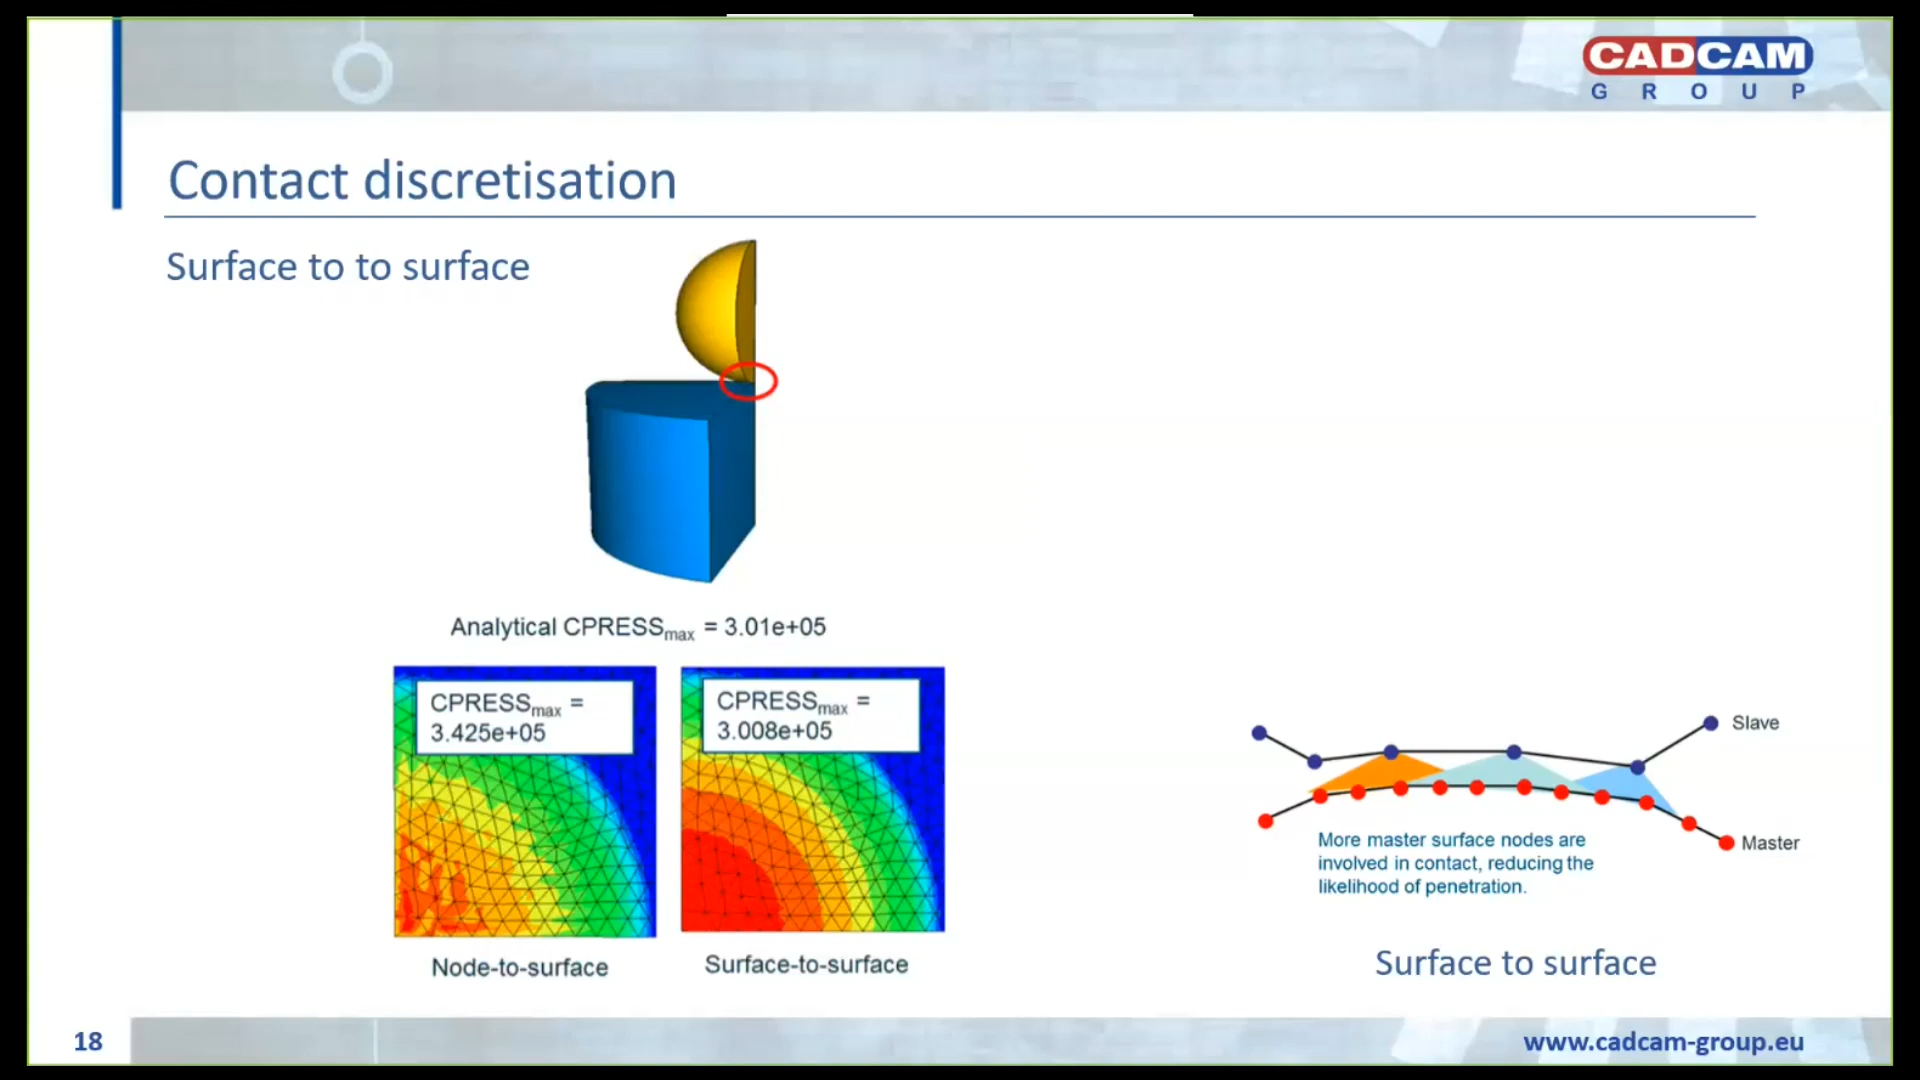 CADCAM
GROUP
Contact discretisation
Surface to to surface
Analytical CPRESSmax = 3.01e+05
CPRESSmax =
3.425e+05
CPRESSmax =
3.008e+05
Node-to-surface
Surface-to-surface
Slave
Master
More master surface nodes are
involved in contact, reducing the
likelihood of penetration.
Surface to surface
18
www.cadcam-group.eu